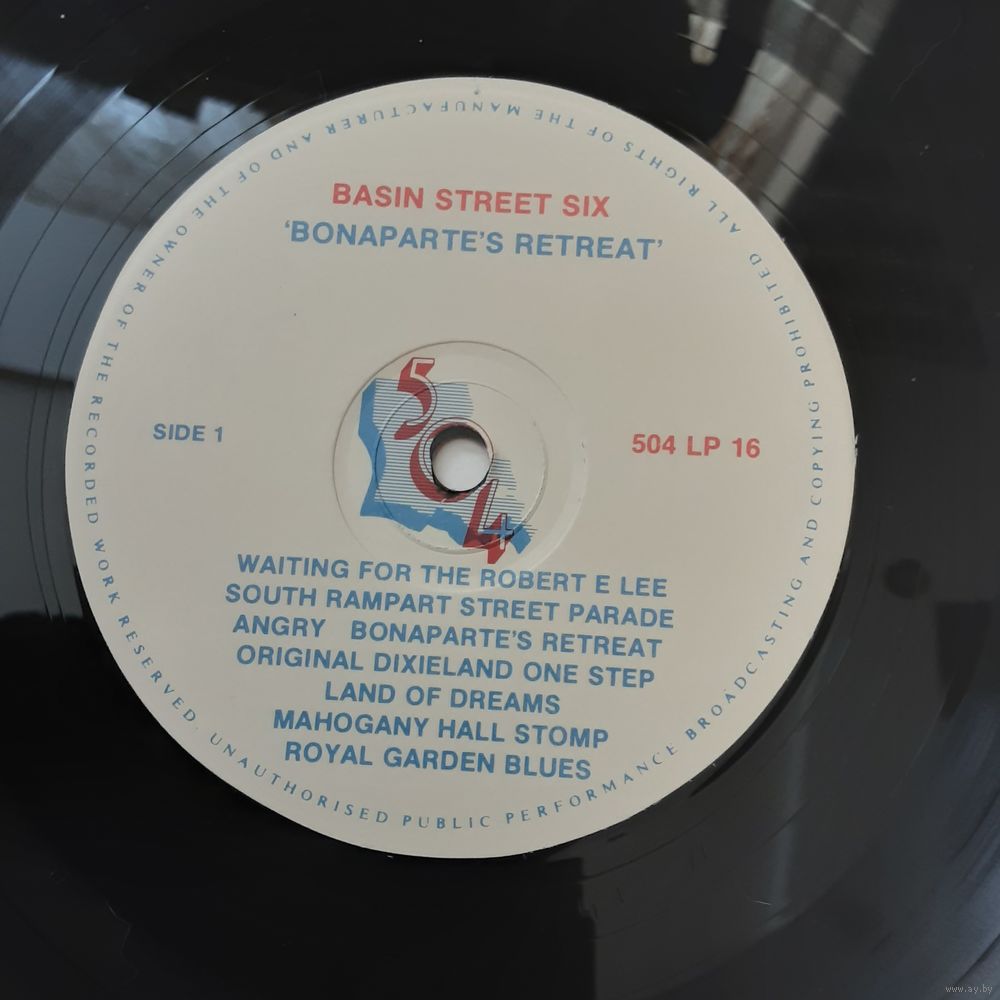 BASIN STREET SIX
‘BONAPARTE’S RETREAT’
504
SIDE 1
504 LP 16
WAITING FOR THE ROBERT E LEE
SOUTH RAMPART STREET PARADE
ANGRY BONAPARTE’S RETREAT
ORIGINAL DIXIELAND ONE STEP
LAND OF DREAMS
MAHOGANY HALL STOMP
ROYAL GARDEN BLUES
ALL RIGHTS OF THE MANUFACTURER AND OF THE OWNER OF THE RECORDED WORK RESERVED. UNAUTHORISED PUBLIC PERFORMANCE BROADCASTING AND COPYING PROHIBITED
www.ay.by